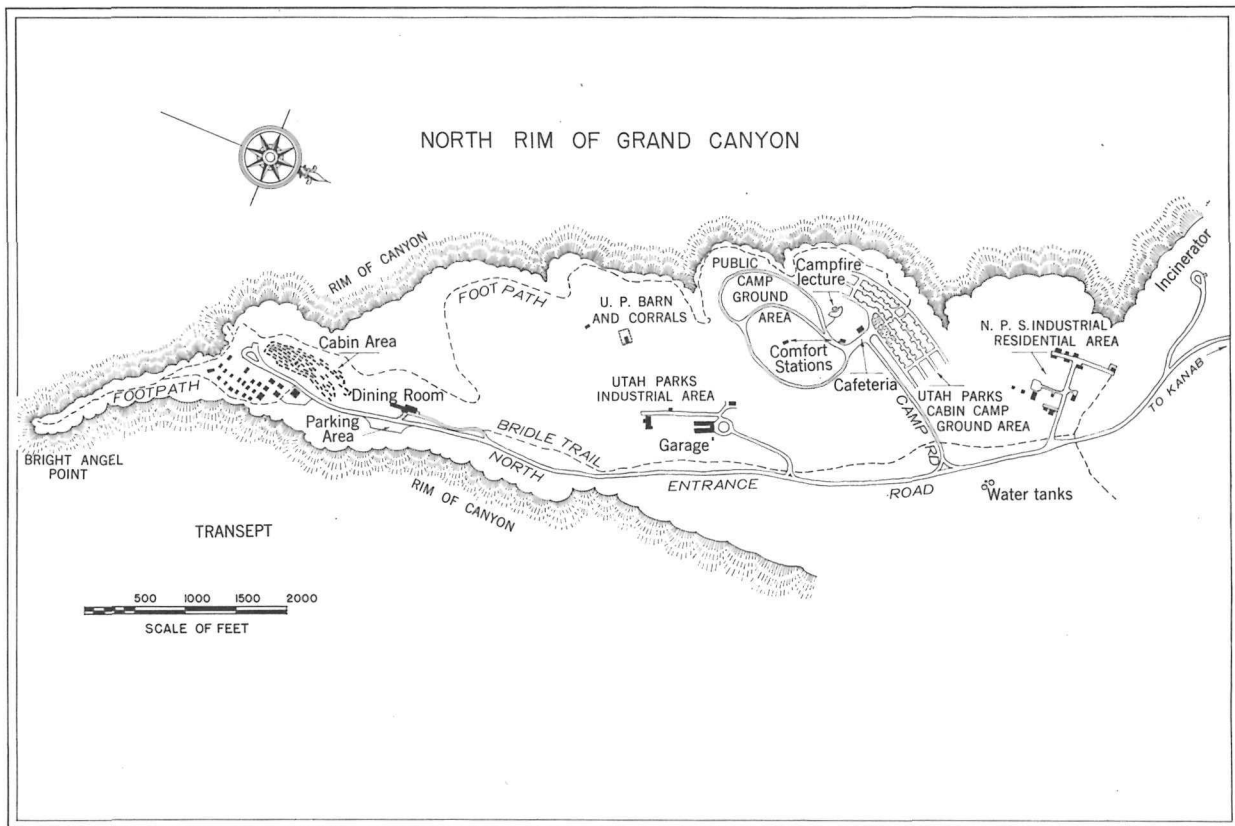 NORTH RIM OF GRAND CANYON
RIM OF CANYON
FOOTPATH
U. P. BARN
AND CORRALS
PUBLIC
CAMP
GROUND
AREA
Campfire
lecture
Comfort
Stations
Cafeteria
CAMP RD
UTAH PARKS
CABIN CAMP
GROUND AREA
N. P. S. INDUSTRIAL
RESIDENTIAL AREA
Incinerator
TO KANAB
Cabin Area
Dining Room
FOOTPATH
Parking
Area
BRIGHT ANGEL
POINT
UTAH PARKS
INDUSTRIAL AREA
Garage
BRIDLE TRAIL
NORTH ENTRANCE ROAD
Water tanks
RIM OF CANYON
TRANSEPT
500 1000 1500 2000
SCALE OF FEET